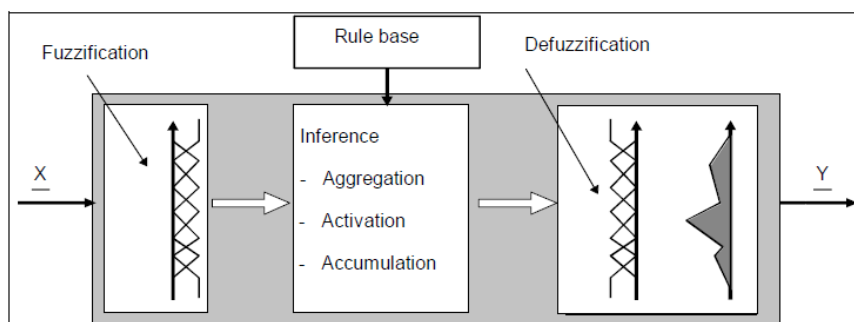 Fuzzification
Rule base
Defuzzification
X
Inference
- Aggregation
- Activation
- Accumulation
Y